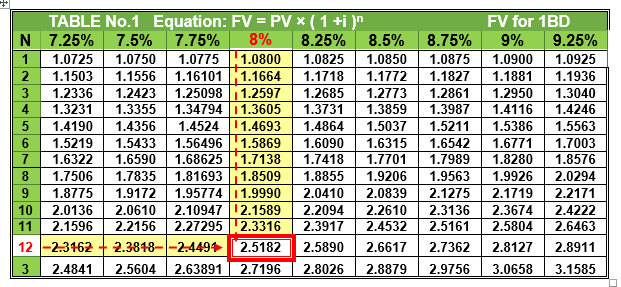 TABLE No.1 Equation: FV = PV × ( 1 +i )ⁿ FV for 1BD
N 7.25% 7.5% 7.75% 8% 8.25% 8.5% 8.75% 9% 9.25%
1 1.0725 1.0750 1.0775 1.0800 1.0825 1.0850 1.0875 1.0900 1.0925
2 1.1503 1.1556 1.16101 1.1664 1.1718 1.1772 1.1827 1.1881 1.1936
3 1.2336 1.2423 1.25098 1.2597 1.2685 1.2773 1.2861 1.2950 1.3040
4 1.3231 1.3355 1.34794 1.3605 1.3731 1.3859 1.3987 1.4116 1.4246
5 1.4190 1.4356 1.4524 1.4693 1.4864 1.5037 1.5211 1.5386 1.5563
6 1.5219 1.5433 1.56496 1.5869 1.6090 1.6315 1.6542 1.6771 1.7003
7 1.6322 1.6590 1.68625 1.7138 1.7418 1.7701 1.7989 1.8280 1.8576
8 1.7506 1.7835 1.81693 1.8509 1.8855 1.9206 1.9563 1.9926 2.0294
9 1.8775 1.9172 1.95774 1.9990 2.0410 2.0839 2.1275 2.1719 2.2171
10 2.0136 2.0610 2.10947 2.1589 2.2094 2.2610 2.3136 2.3674 2.4222
11 2.1596 2.2156 2.27295 2.3316 2.3917 2.4532 2.5161 2.5804 2.6463
12 2.3162 2.3818 2.4491 2.5182 2.5890 2.6617 2.7362 2.8127 2.8911
3 2.4841 2.5604 2.63891 2.7196 2.8026 2.8879 2.9756 3.0658 3.1585